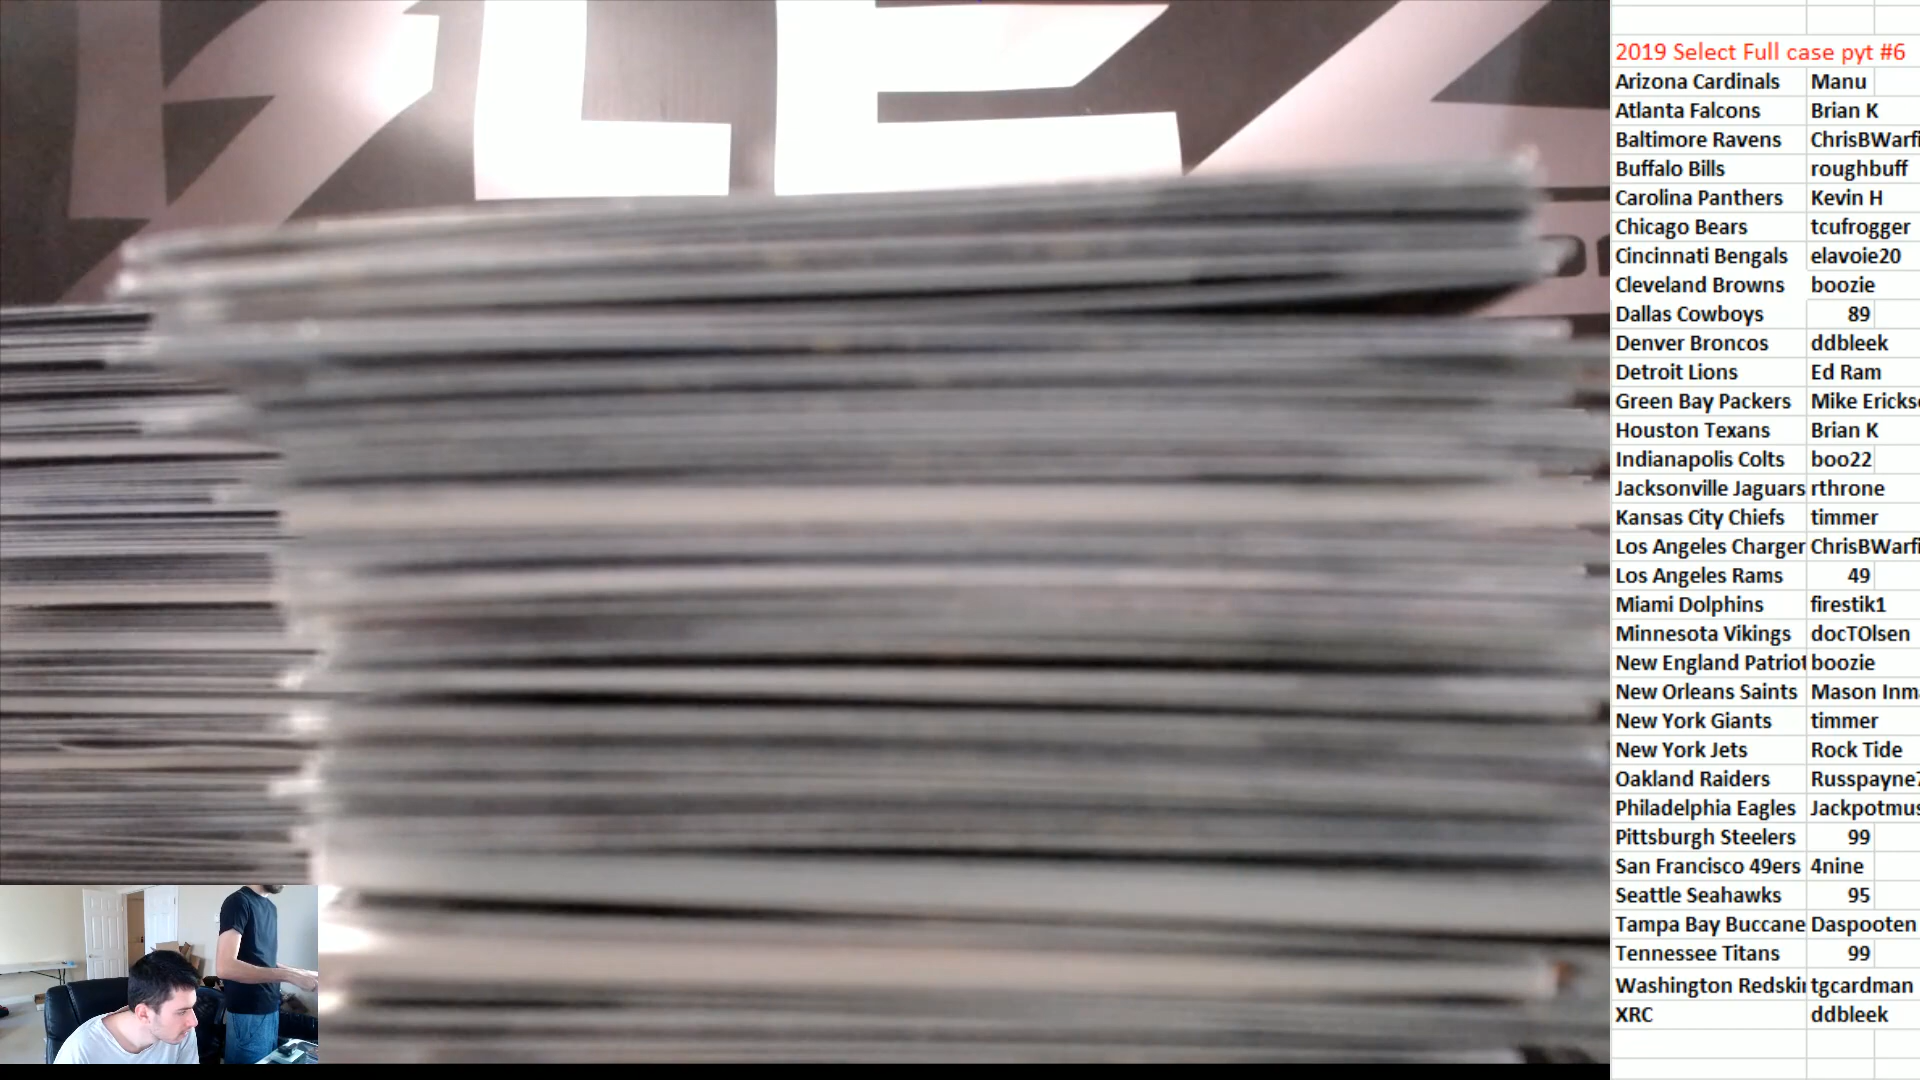 LEZ
2019 Select Full case pyt #6
Arizona Cardinals Manu
Atlanta Falcons Brian K
Baltimore Ravens ChrisBWarfi
Buffalo Bills roughbuff
Carolina Panthers Kevin H
Chicago Bears tcufrogger
Cincinnati Bengals elavoie20
Cleveland Browns boozie
Dallas Cowboys 89
Denver Broncos ddbleek
Detroit Lions Ed Ram
Green Bay Packers Mike Erickso
Houston Texans Brian K
Indianapolis Colts boo22
Jacksonville Jaguars rthrone
Kansas City Chiefs timmer
Los Angeles Charger ChrisBWarfi
Los Angeles Rams 49
Miami Dolphins firestik1
Minnesota Vikings docTOlsen
New England Patriot boozie
New Orleans Saints Mason Inma
New York Giants timmer
New York Jets Rock Tide
Oakland Raiders Russpayne7
Philadelphia Eagles Jackpotmus
Pittsburgh Steelers 99
San Francisco 49ers 4nine
Seattle Seahawks 95
Tampa Bay Buccane Daspooten
Tennessee Titans 99
Washington Redskin tgcardman
XRC ddbleek